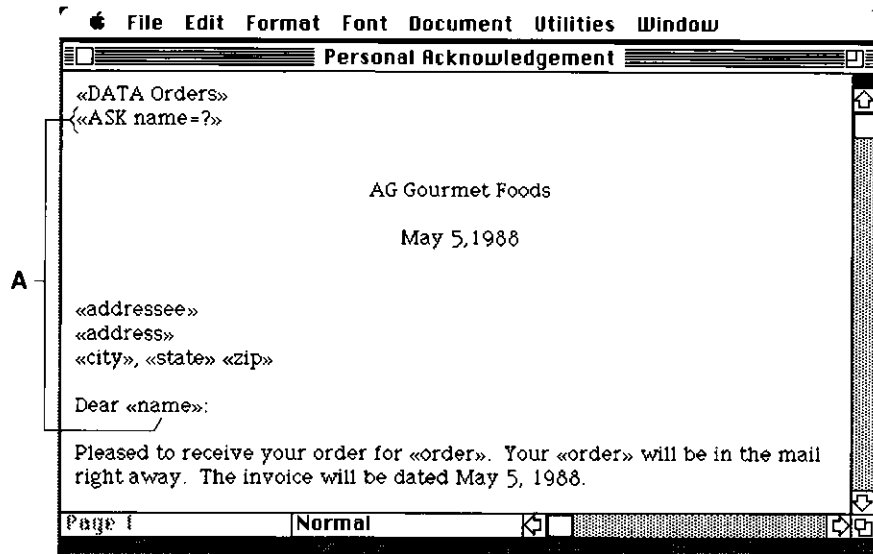 File Edit Format Font Document Utilities Window
Personal Acknowledgement
«DATA Orders»
«ASK name=?»
AG Gourmet Foods
May 5,1988
A
«addressee»
«address»
«city», «state» «zip»
Dear «name»:
Pleased to receive your order for «order». Your «order» will be in the mail
right away. The invoice will be dated May 5, 1988.
Page 1 Normal